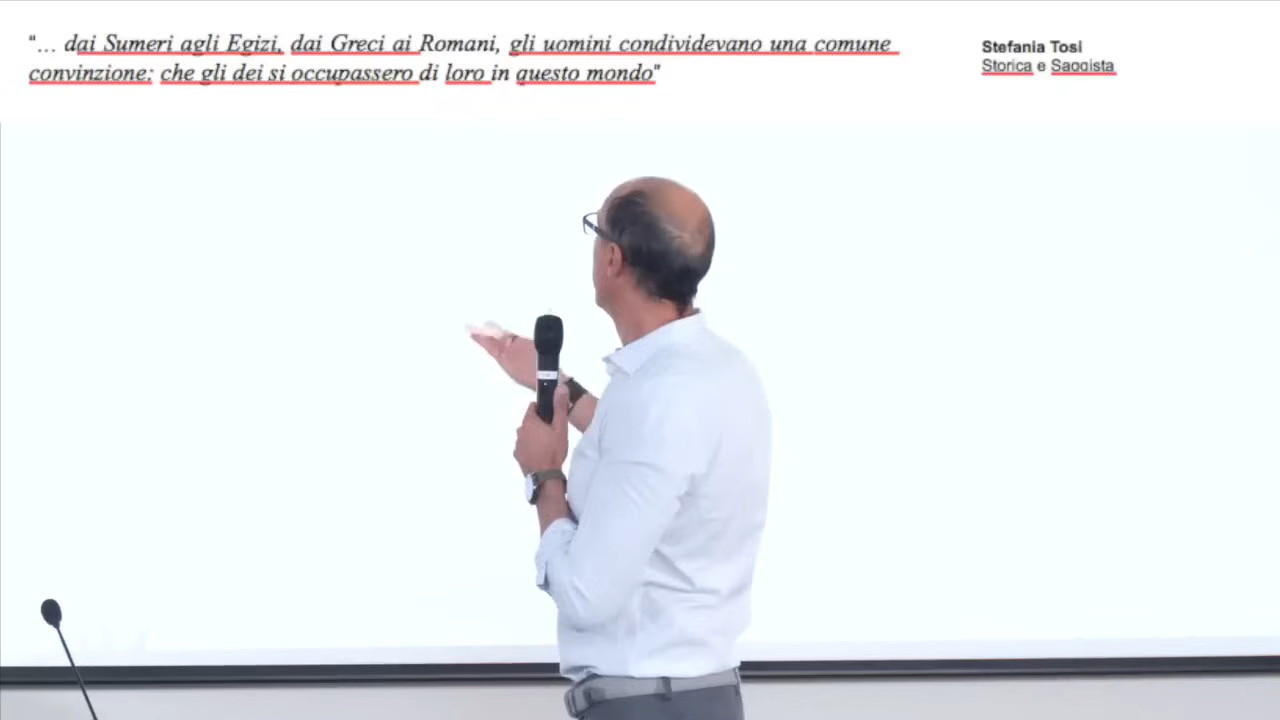 "... dai Sumeri agli Egizi, dai Greci ai Romani, gli uomini condividevano una comune
convinzione: che gli dei si occupassero di loro in questo mondo"
Stefania Tosi
Storica e Saggista